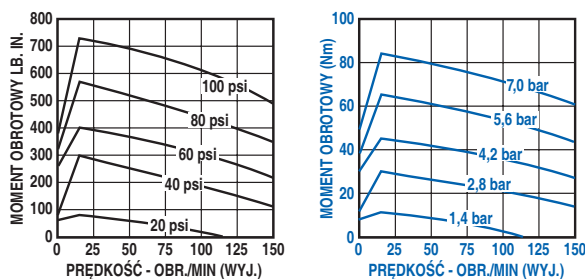 MOMENT OBROTOWY LB. IN.
800
700
600
500
400
300
200
100
0
100 psi
80 psi
60 psi
40 psi
20 psi
0 25 50 75 100 125 150
PRĘDKOŚĆ - OBR./MIN (WYJ.)
MOMENT OBROTOWY (Nm)
100
80
60
40
20
0
7,0 bar
5,6 bar
4,2 bar
2,8 bar
1,4 bar
0 25 50 75 100 125 150
PRĘDKOŚĆ - OBR./MIN (WYJ.)